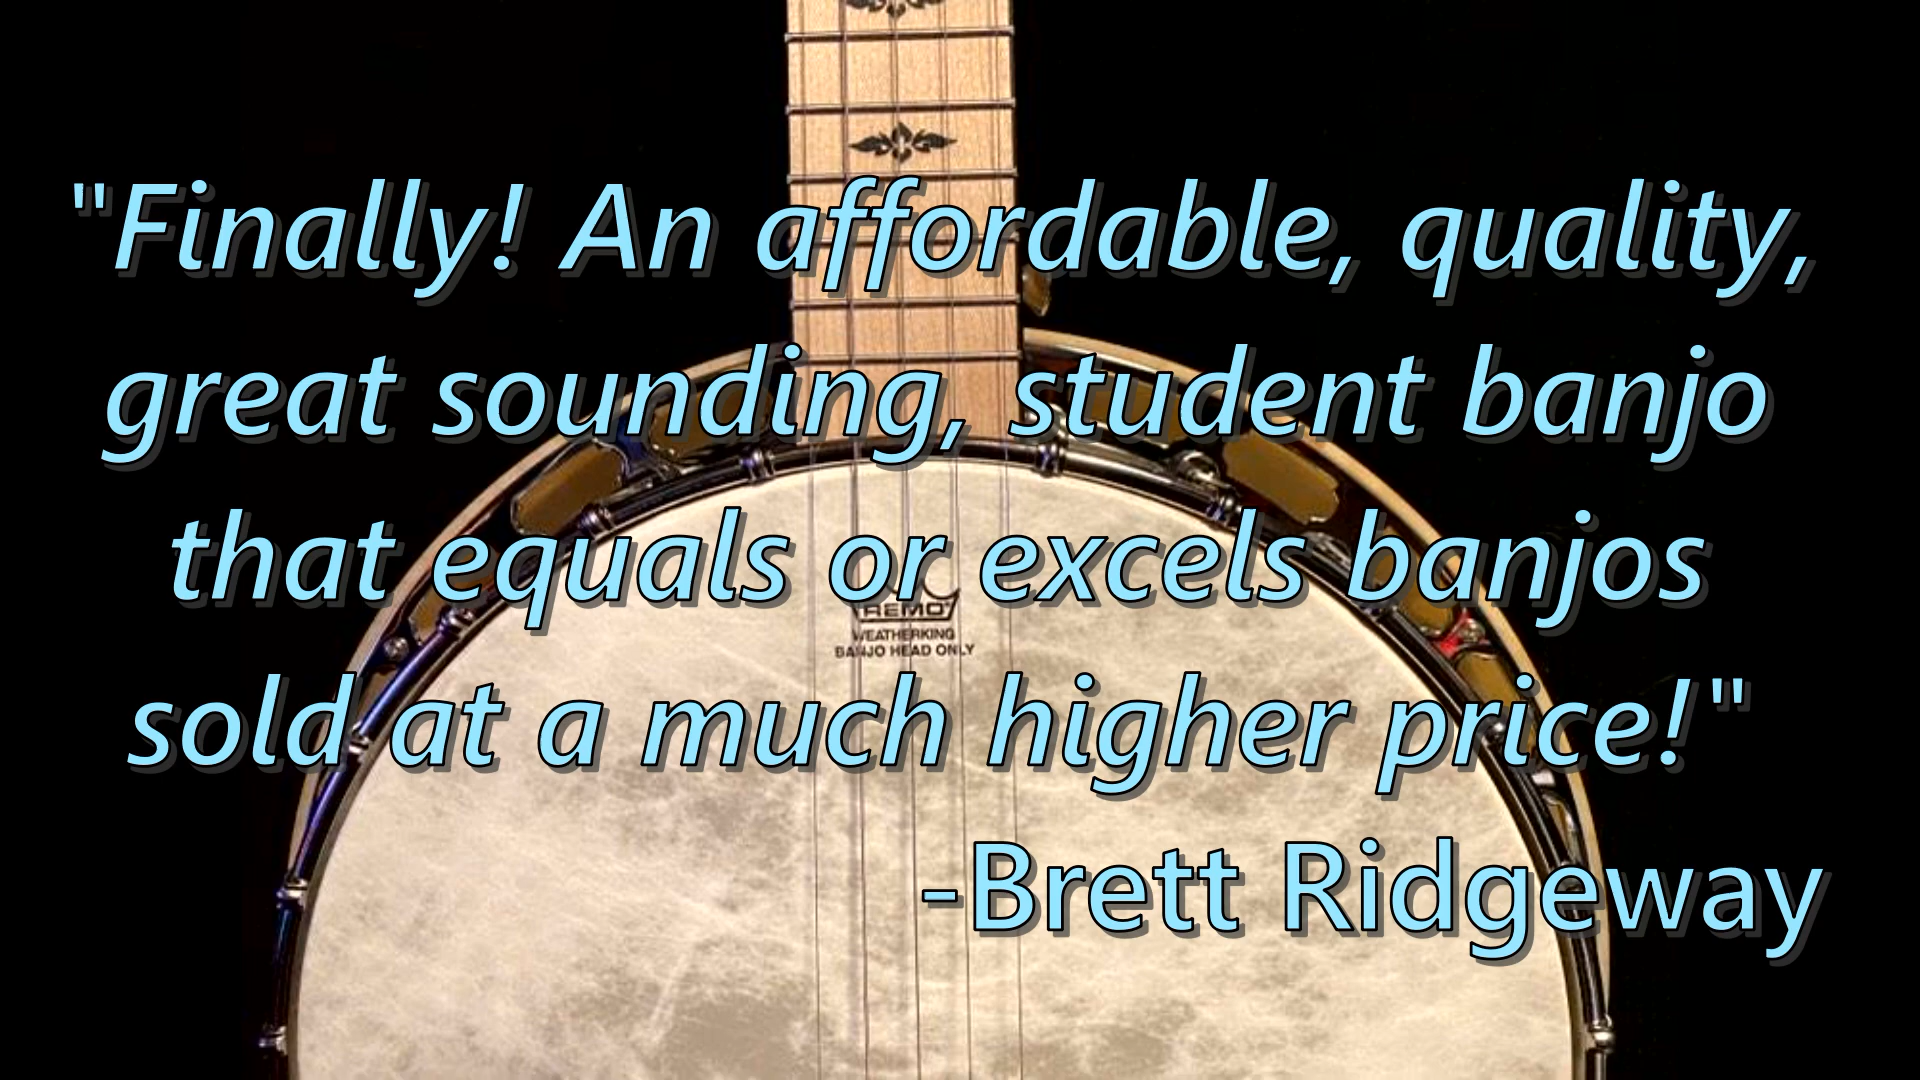 "Finally! An affordable, quality,
great sounding, student banjo
that equals or excels banjos
sold at a much higher price!"
-Brett Ridgeway
REMO
WEATHERKING
BANJO HEAD ONLY